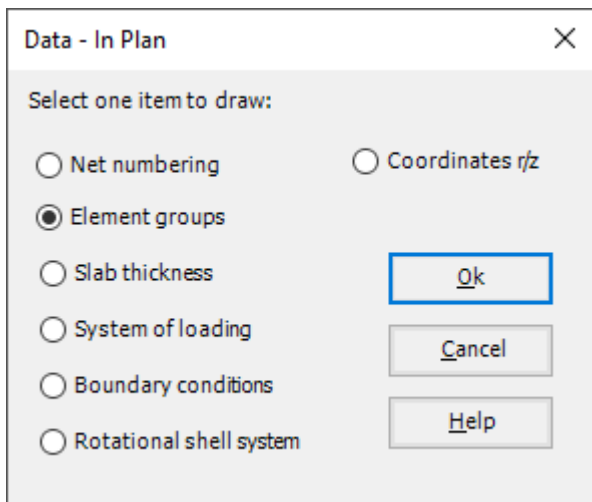 Data - In Plan
Select one item to draw:
Net numbering
Coordinates r/z
Element groups
Slab thickness
Ok
System of loading
Cancel
Boundary conditions
Help
Rotational shell system